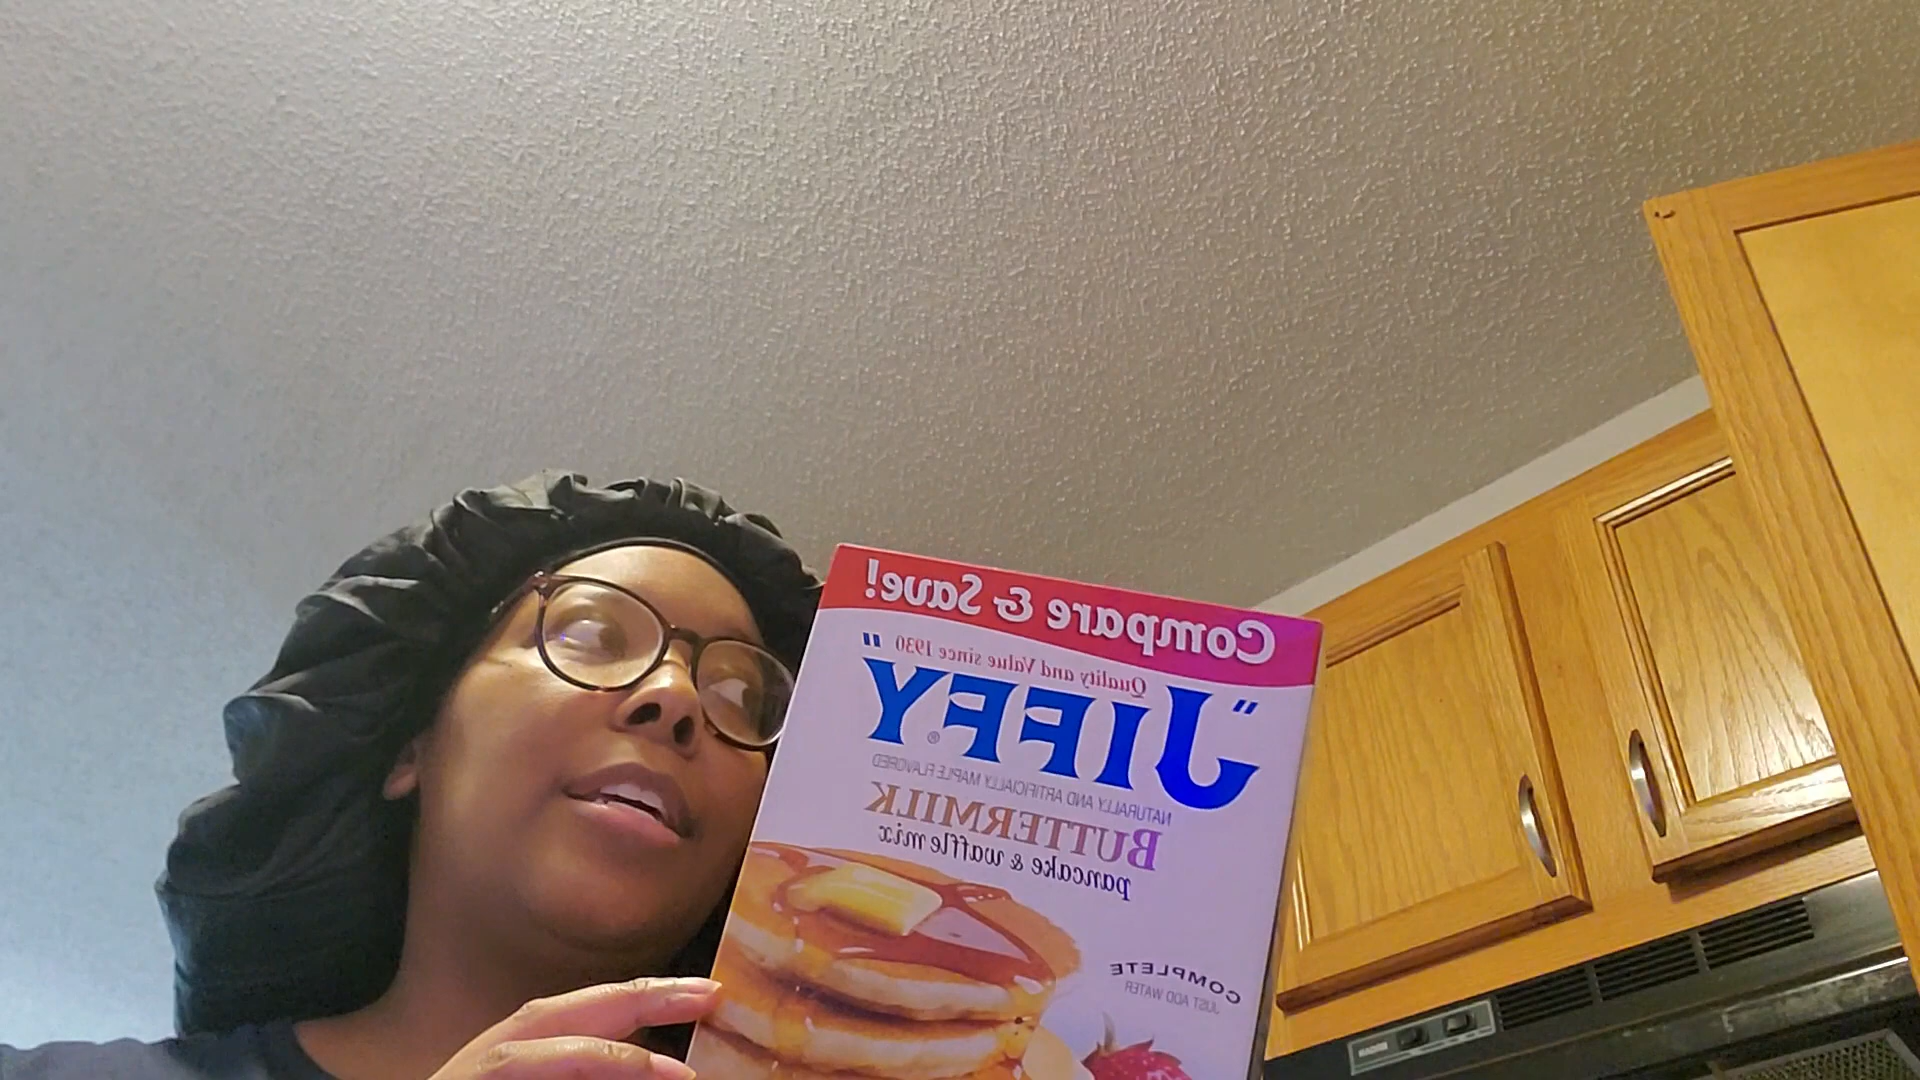 Compare & Save!
Quality and Value since 1930
"JIFFY"®
NATURALLY AND ARTIFICIALLY MAPLE FLAVORED
BUTTERMILK
pancake & waffle mix
COMPLETE
JUST ADD WATER